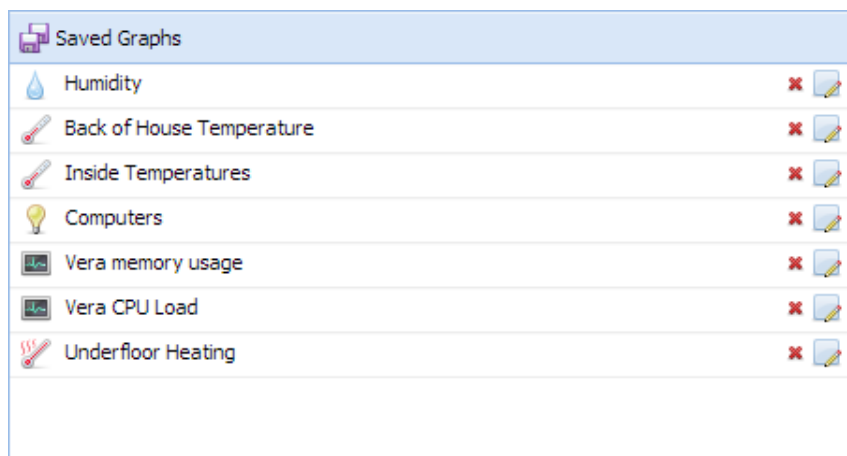 Saved Graphs
Humidity
Back of House Temperature
Inside Temperatures
Computers
Vera memory usage
Vera CPU Load
Underfloor Heating